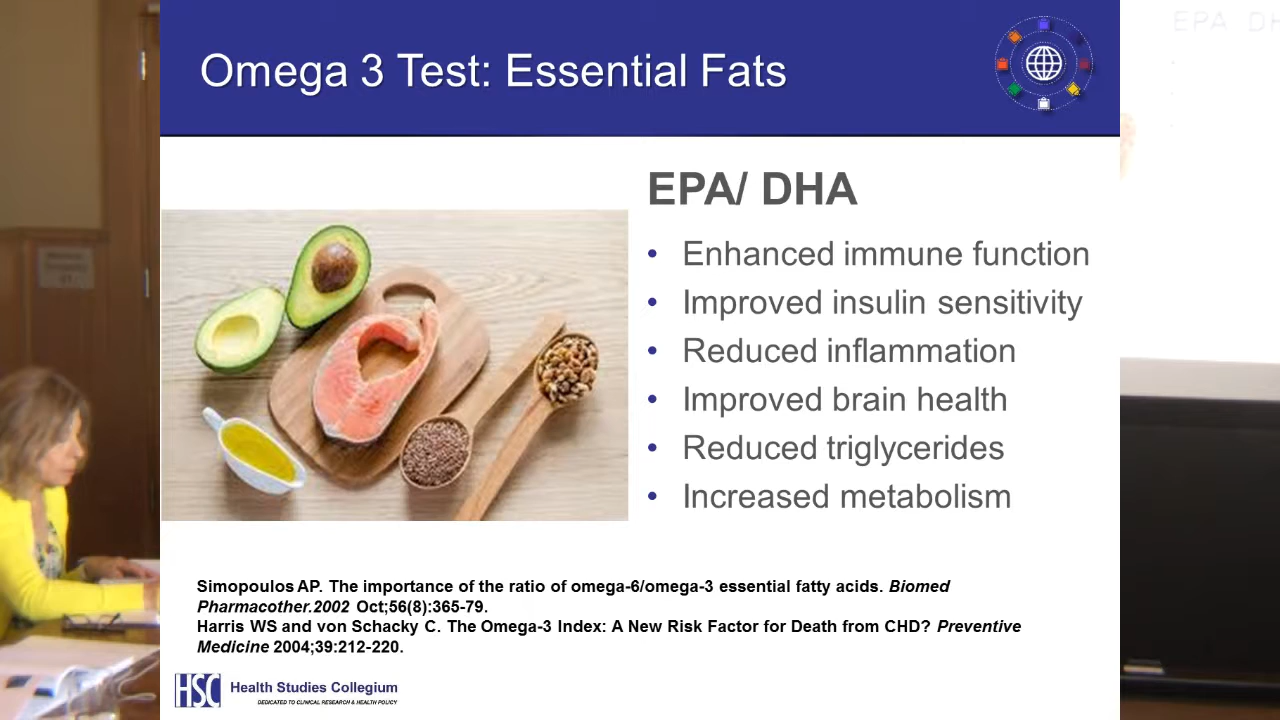 Omega 3 Test: Essential Fats
EPA/ DHA
• Enhanced immune function
• Improved insulin sensitivity
• Reduced inflammation
• Improved brain health
• Reduced triglycerides
• Increased metabolism
Simopoulos AP. The importance of the ratio of omega-6/omega-3 essential fatty acids. Biomed
Pharmacother.2002 Oct;56(8):365-79.
Harris WS and von Schacky C. The Omega-3 Index: A New Risk Factor for Death from CHD? Preventive
Medicine 2004;39:212-220.
HSC Health Studies Collegium
DEDICATED TO CLINICAL RESEARCH & HEALTH POLICY
EPA DH